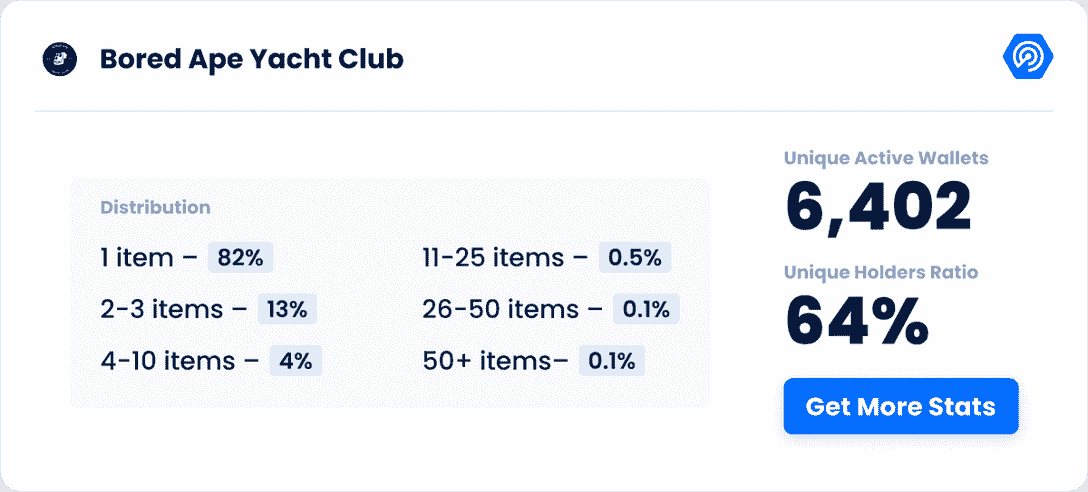 Bored Ape Yacht Club
Distribution
1 item – 82%
2-3 items – 13%
4-10 items – 4%
11-25 items – 0.5%
26-50 items – 0.1%
50+ items– 0.1%
Unique Active Wallets
6,402
Unique Holders Ratio
64%
Get More Stats